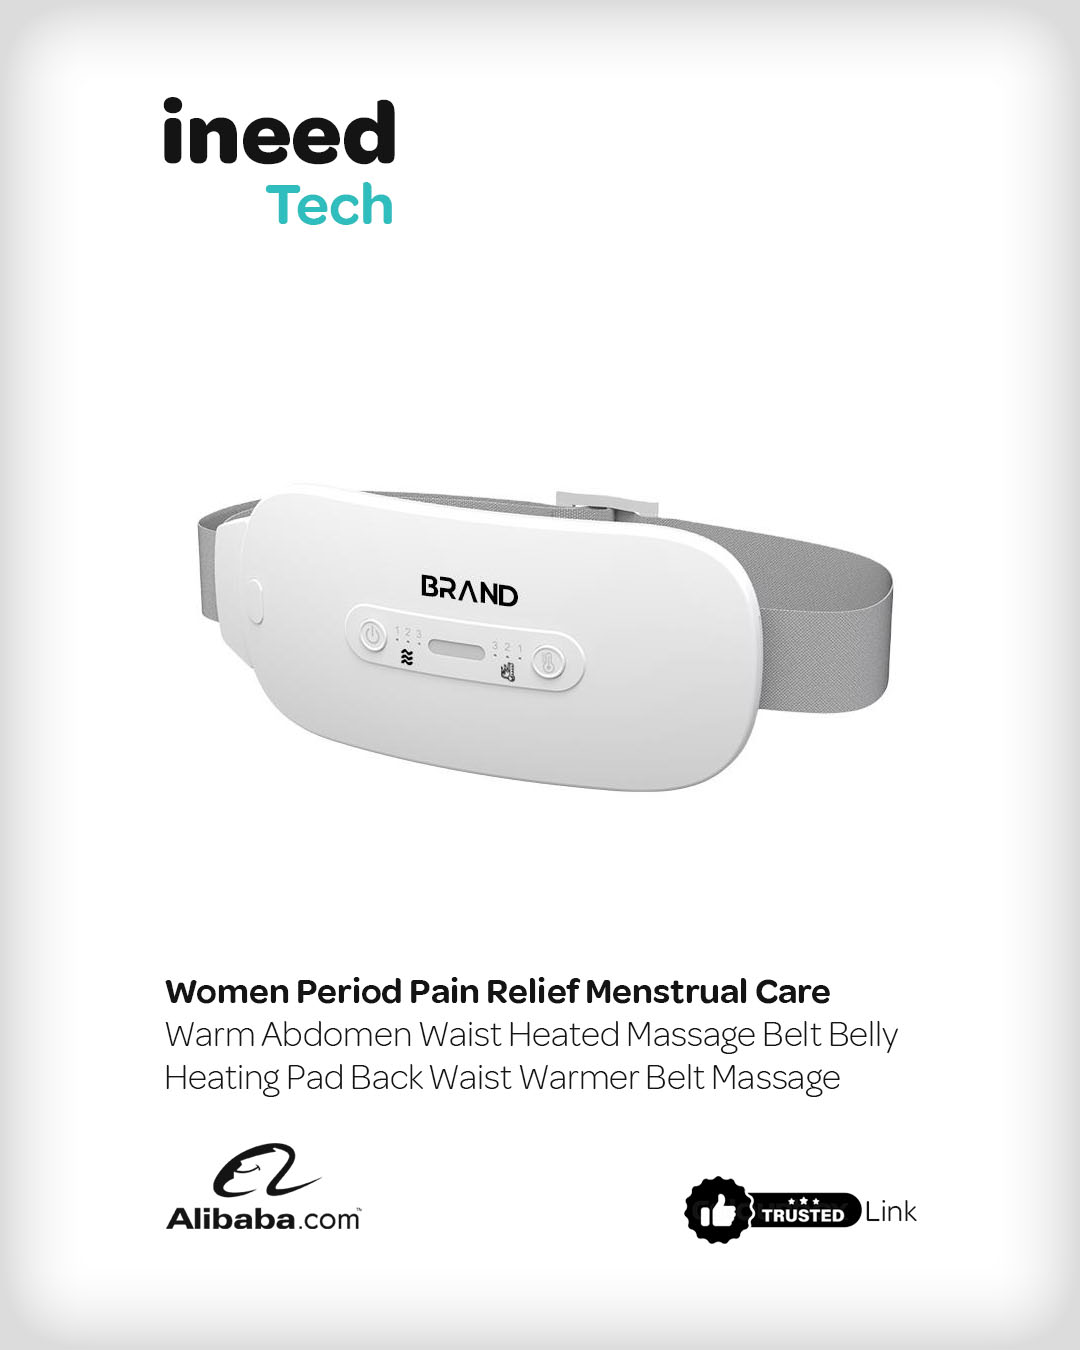 ineed
Tech
BRAND
1 2 3
3 2 1
Women Period Pain Relief Menstrual Care
Warm Abdomen Waist Heated Massage Belt Belly
Heating Pad Back Waist Warmer Belt Massage
Alibaba.com™
TRUSTED Link